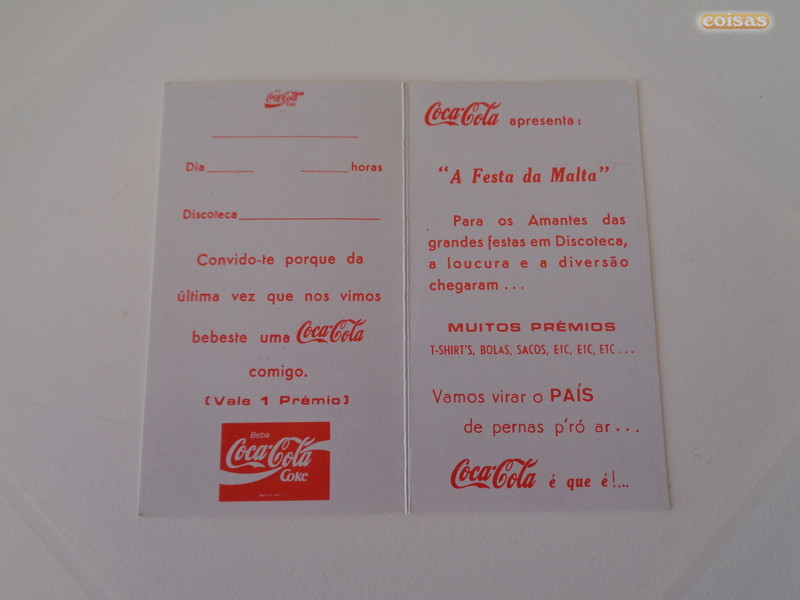 coisas
Coca-Cola
Coke
Dia
horas
Discoteca
Convido-te porque da
última vez que nos vimos
bebeste uma Coca-Cola
comigo.
(Vale 1 Prémio)
Beba
Coca-Cola
Coke
Coca-Cola apresenta:
"A Festa da Malta"
Para os Amantes das
grandes festas em Discoteca,
a loucura e a diversão
chegaram...
MUITOS PRÉMIOS
T-SHIRT'S, BOLAS, SACOS, ETC, ETC, ETC...
Vamos virar o PAÍS
de pernas p'ró ar...
Coca-Cola é que é!...